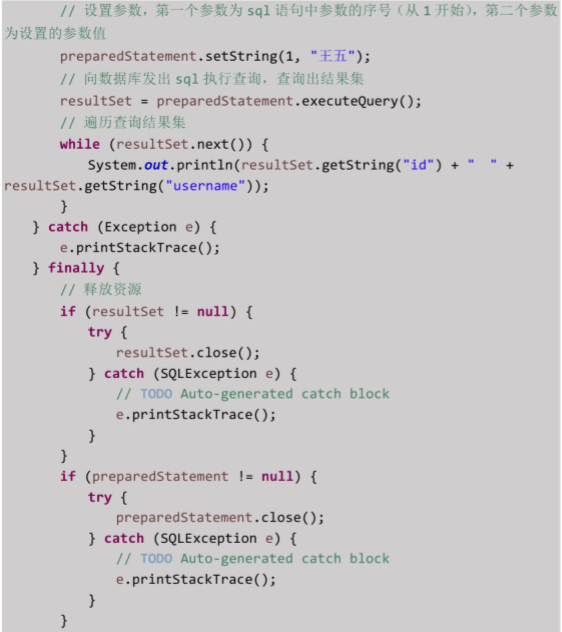 // 设置参数，第一个参数为 sql 语句中参数的序号（从 1 开始），第二个参数
为设置的参数值
preparedStatement.setString(1, "王五");
// 向数据库发出 sql 执行查询，查询出结果集
resultSet = preparedStatement.executeQuery();
// 遍历查询结果集
while (resultSet.next()) {
System.out.println(resultSet.getString("id") + "  " +
resultSet.getString("username"));
}
} catch (Exception e) {
e.printStackTrace();
} finally {
// 释放资源
if (resultSet != null) {
try {
resultSet.close();
} catch (SQLException e) {
// TODO Auto-generated catch block
e.printStackTrace();
}
}
if (preparedStatement != null) {
try {
preparedStatement.close();
} catch (SQLException e) {
// TODO Auto-generated catch block
e.printStackTrace();
}
}